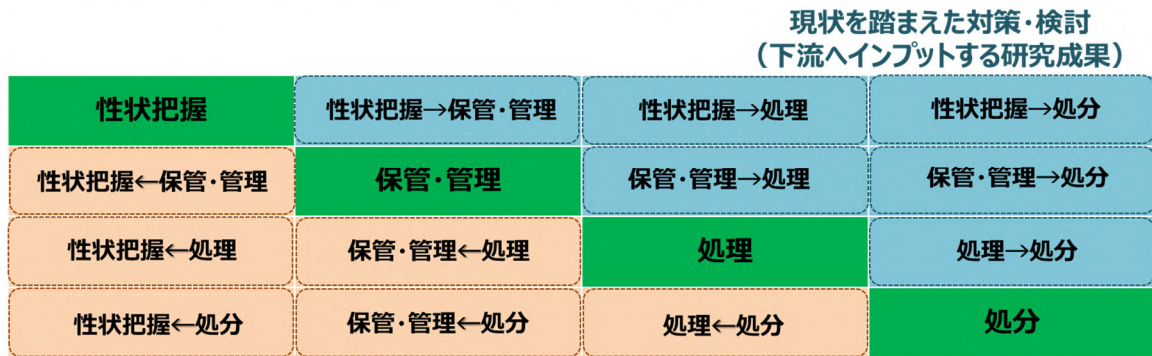 現状を踏まえた対策・検討
（下流へインプットする研究成果）
性状把握
性状把握→保管・管理
性状把握→処理
性状把握→処分
性状把握←保管・管理
保管・管理
保管・管理→処理
保管・管理→処分
性状把握←処理
保管・管理←処理
処理
処理→処分
性状把握←処分
保管・管理←処分
処理←処分
処分